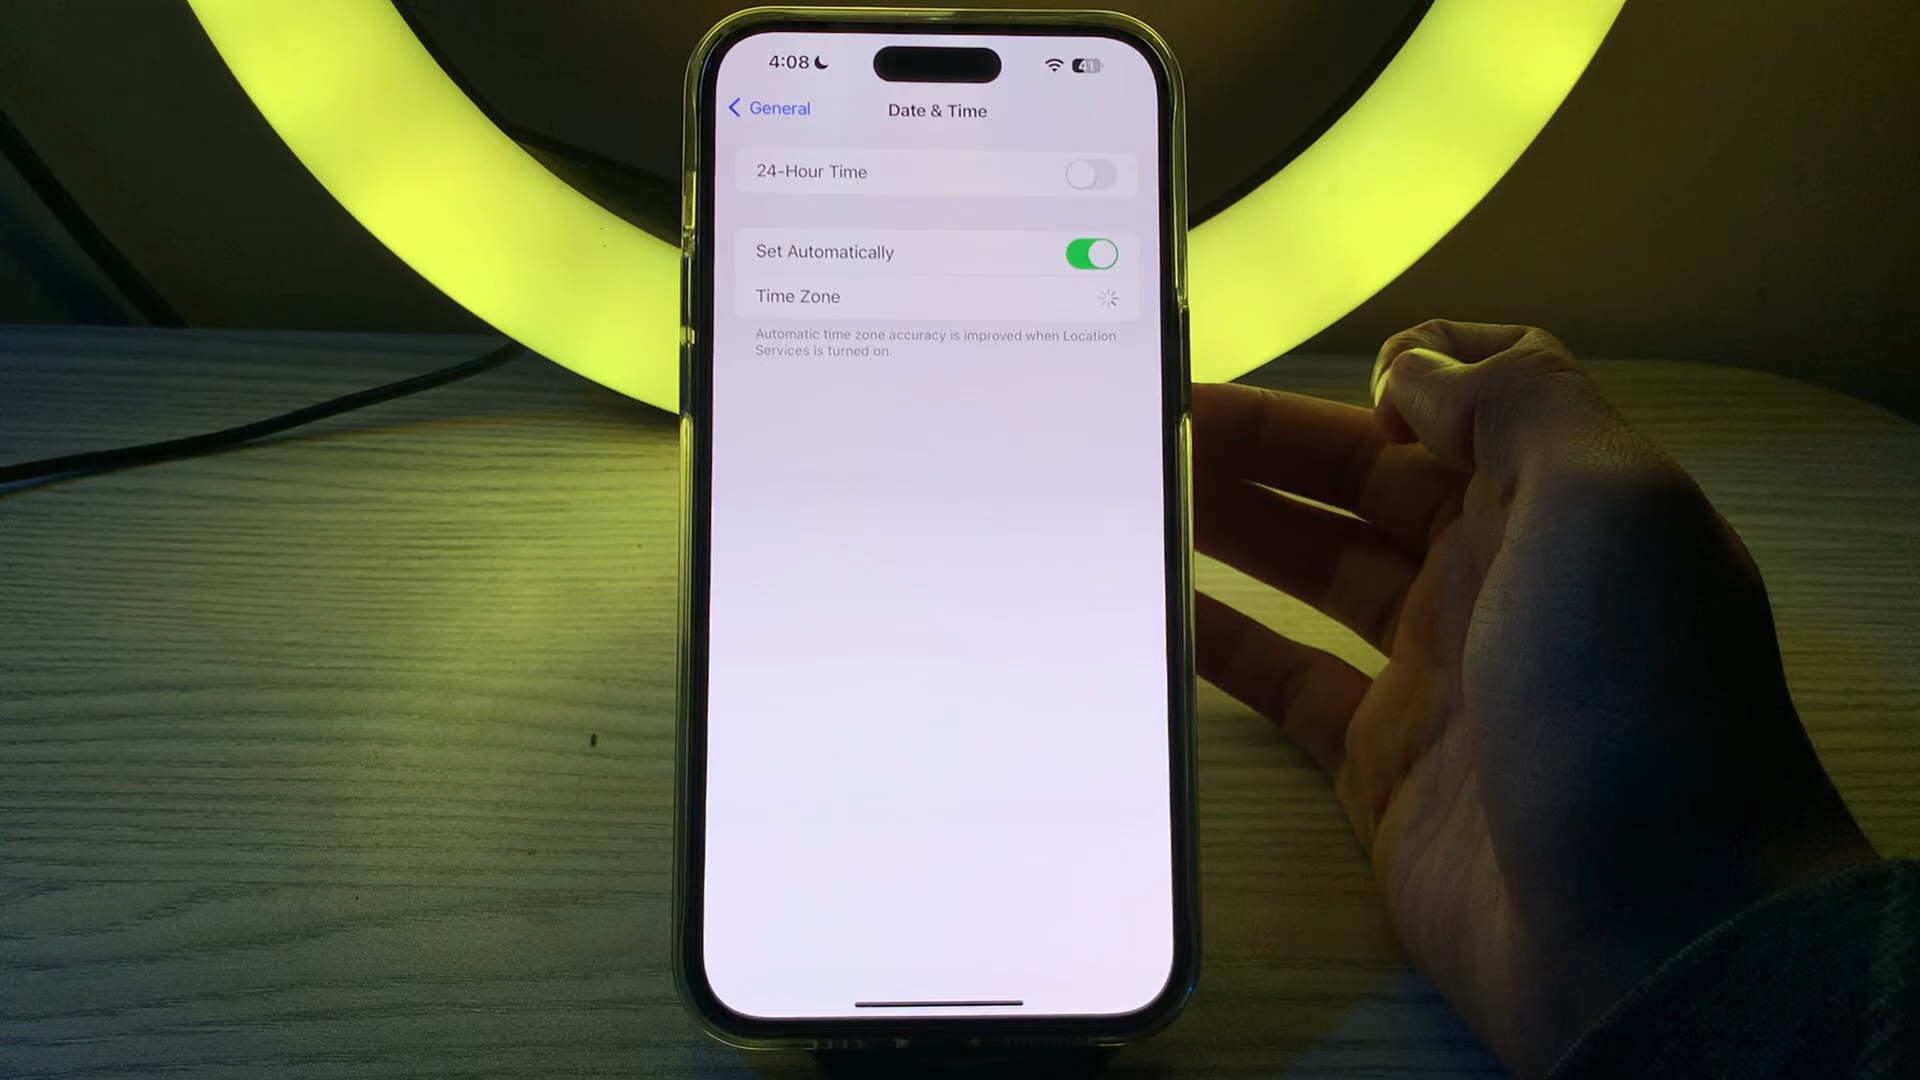 4:08
41
General
Date & Time
24-Hour Time
Set Automatically
Time Zone
Automatic time zone accuracy is improved when Location
Services is turned on.